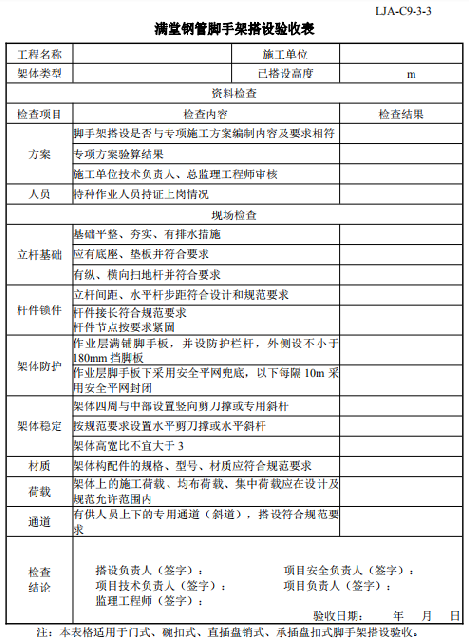 LJA-C9-3-3
满堂钢管脚手架搭设验收表
工程名称 施工单位
架体类型 已搭设高度 m
资料检查
检查项目 检查内容 检查结果
方案
脚手架搭设是否与专项施工方案编制内容及要求相符
专项方案验算结果
施工单位技术负责人、总监理工程师审核
人员 特种作业人员持证上岗情况
现场检查
立杆基础
基础平整、夯实、有排水措施
应有底座、垫板并符合要求
有纵、横向扫地杆并符合要求
杆件锁件
立杆间距、水平杆步距符合设计和规范要求
杆件接长符合规范要求
杆件节点按要求紧固
架体防护
作业层满铺脚手板，并设防护栏杆，外侧设不小于
180mm 挡脚板
作业层脚手板下采用安全平网兜底，以下每隔 10m 采
用安全平网封闭
架体稳定
架体四周与中部设置竖向剪刀撑或专用斜杆
按规范要求设置水平剪刀撑或水平斜杆
架体高宽比不宜大于 3
材质 架体构配件的规格、型号、材质应符合规范要求
荷载
架体上的施工荷载、均布荷载、集中荷载应在设计及
规范允许范围内
通道
有供人员上下的专用通道（斜道），搭设符合规范要
求
检查
结论
搭设负责人（签字）： 项目安全负责人（签字）：
项目技术负责人（签字）： 项目负责人（签字）：
监理工程师（签字）：
验收日期： 年 月 日
注：本表格适用于门式、碗扣式、直插盘销式、承插盘扣式脚手架搭设验收。